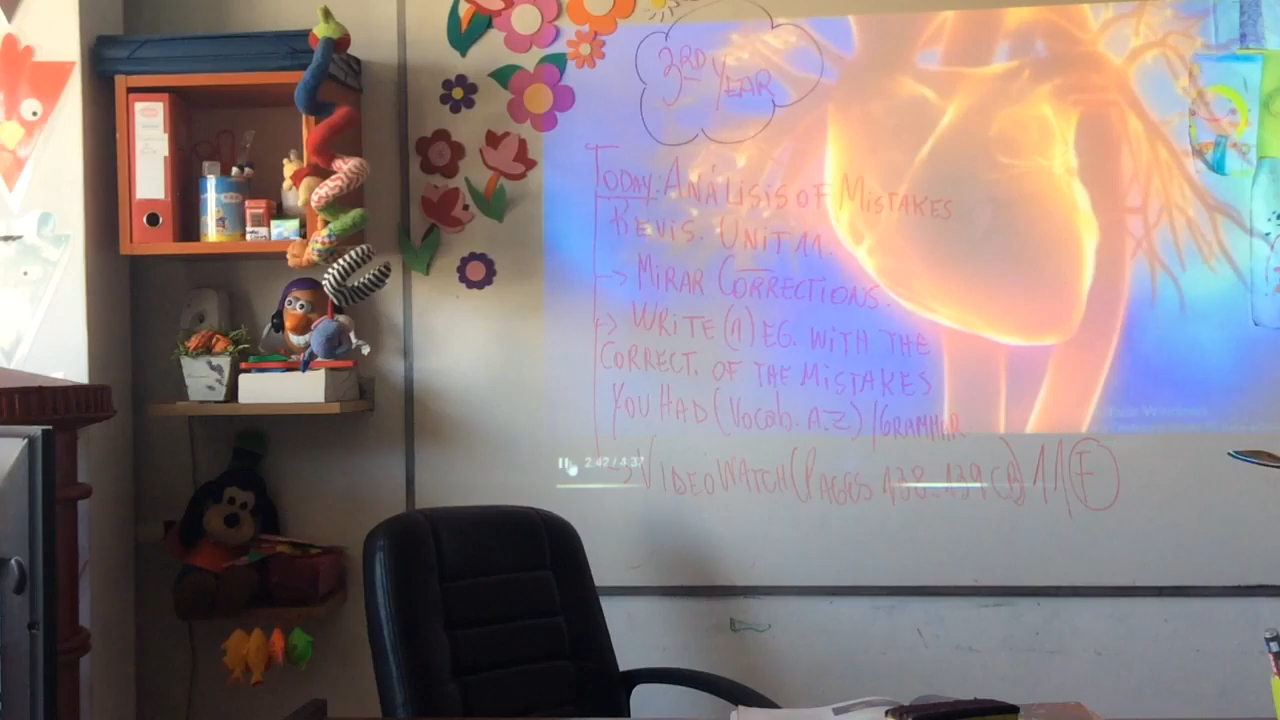 3RD YEAR
TODAY: ANÁLISIS OF MISTAKES
REVIS. UNIT 11.
→ MIRAR CORRECTIONS.
→ WRITE (1) EG. WITH THE
CORRECT. OF THE MISTAKES
YOU HAD (VOCAB. A.Z) / GRAMMAR
→ VIDEO WATCH (PAGES 138-139 CB) 11 F
2:42 / 4:37